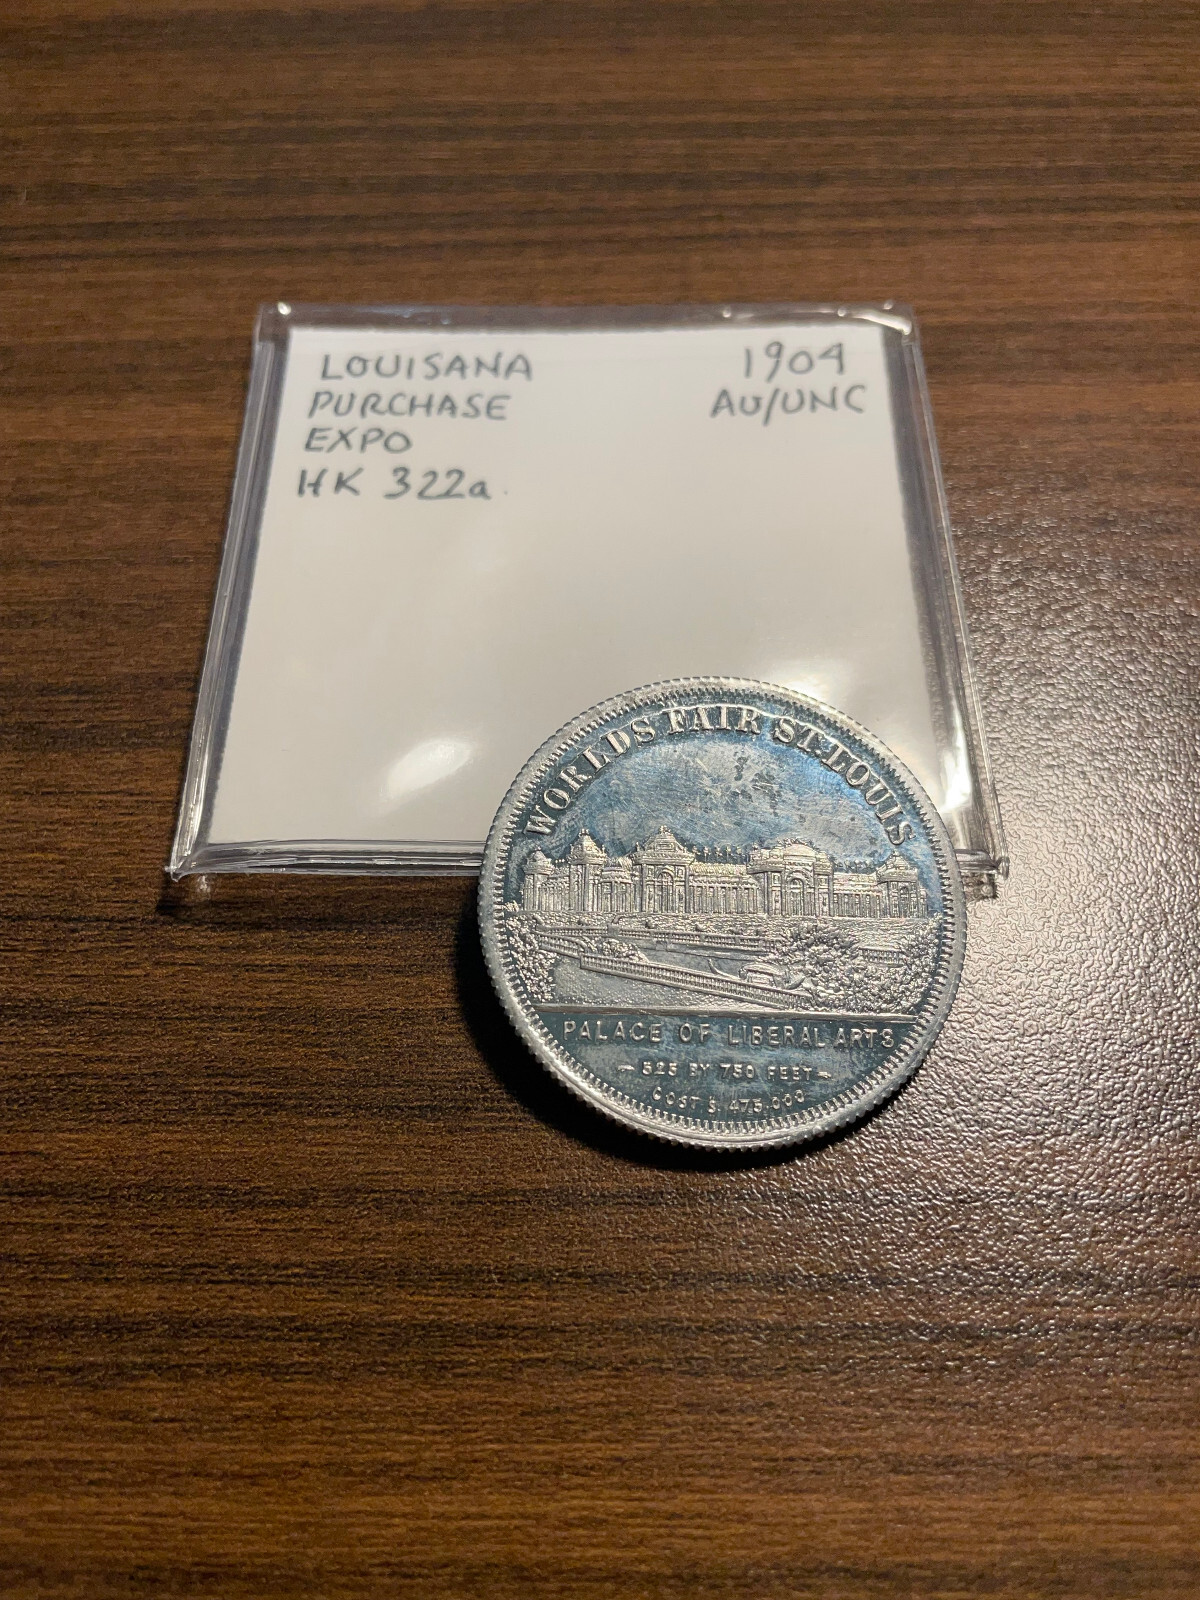 LOUISANA
PURCHASE
EXPO
HK 322a
1904
AU/UNC
WORLDS FAIR ST. LOUIS
PALACE OF LIBERAL ARTS
525 BY 750 FEET
COST $. 475,000